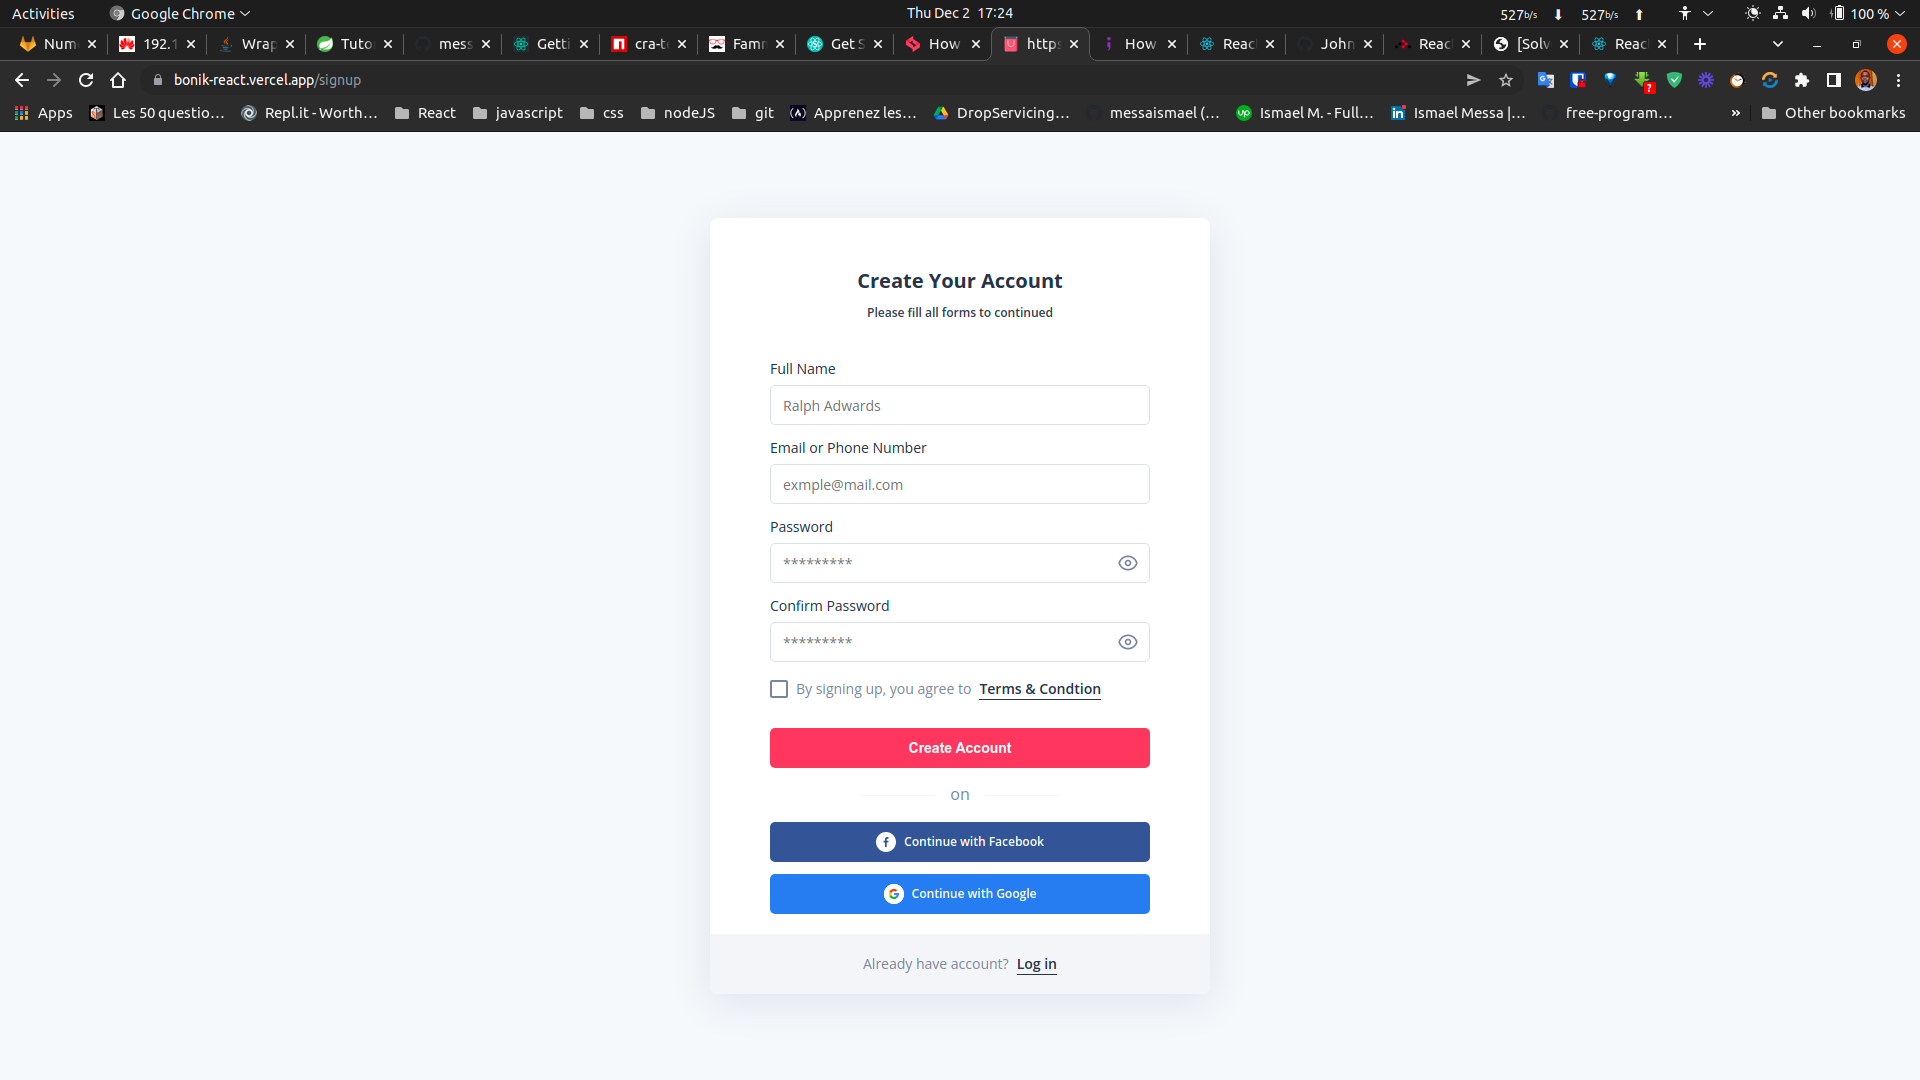 Activities Google Chrome Thu Dec 2 17:24 527b/s 527b/s 100 %
Num 192.1 Wrap Tuto mess Getti cra-t Famr Get S How https How Reac John Reac [Solv Reac
bonik-react.vercel.app/signup
Apps Les 50 questio... Repl.it - Worth... React javascript css nodeJS git Apprenez les... DropServicing... messaismael (... Ismael M. - Full... Ismael Messa |... free-program... » Other bookmarks
Create Your Account
Please fill all forms to continued
Full Name
Ralph Adwards
Email or Phone Number
exmple@mail.com
Password
*********
Confirm Password
*********
By signing up, you agree to Terms & Condtion
Create Account
on
Continue with Facebook
Continue with Google
Already have account? Log in